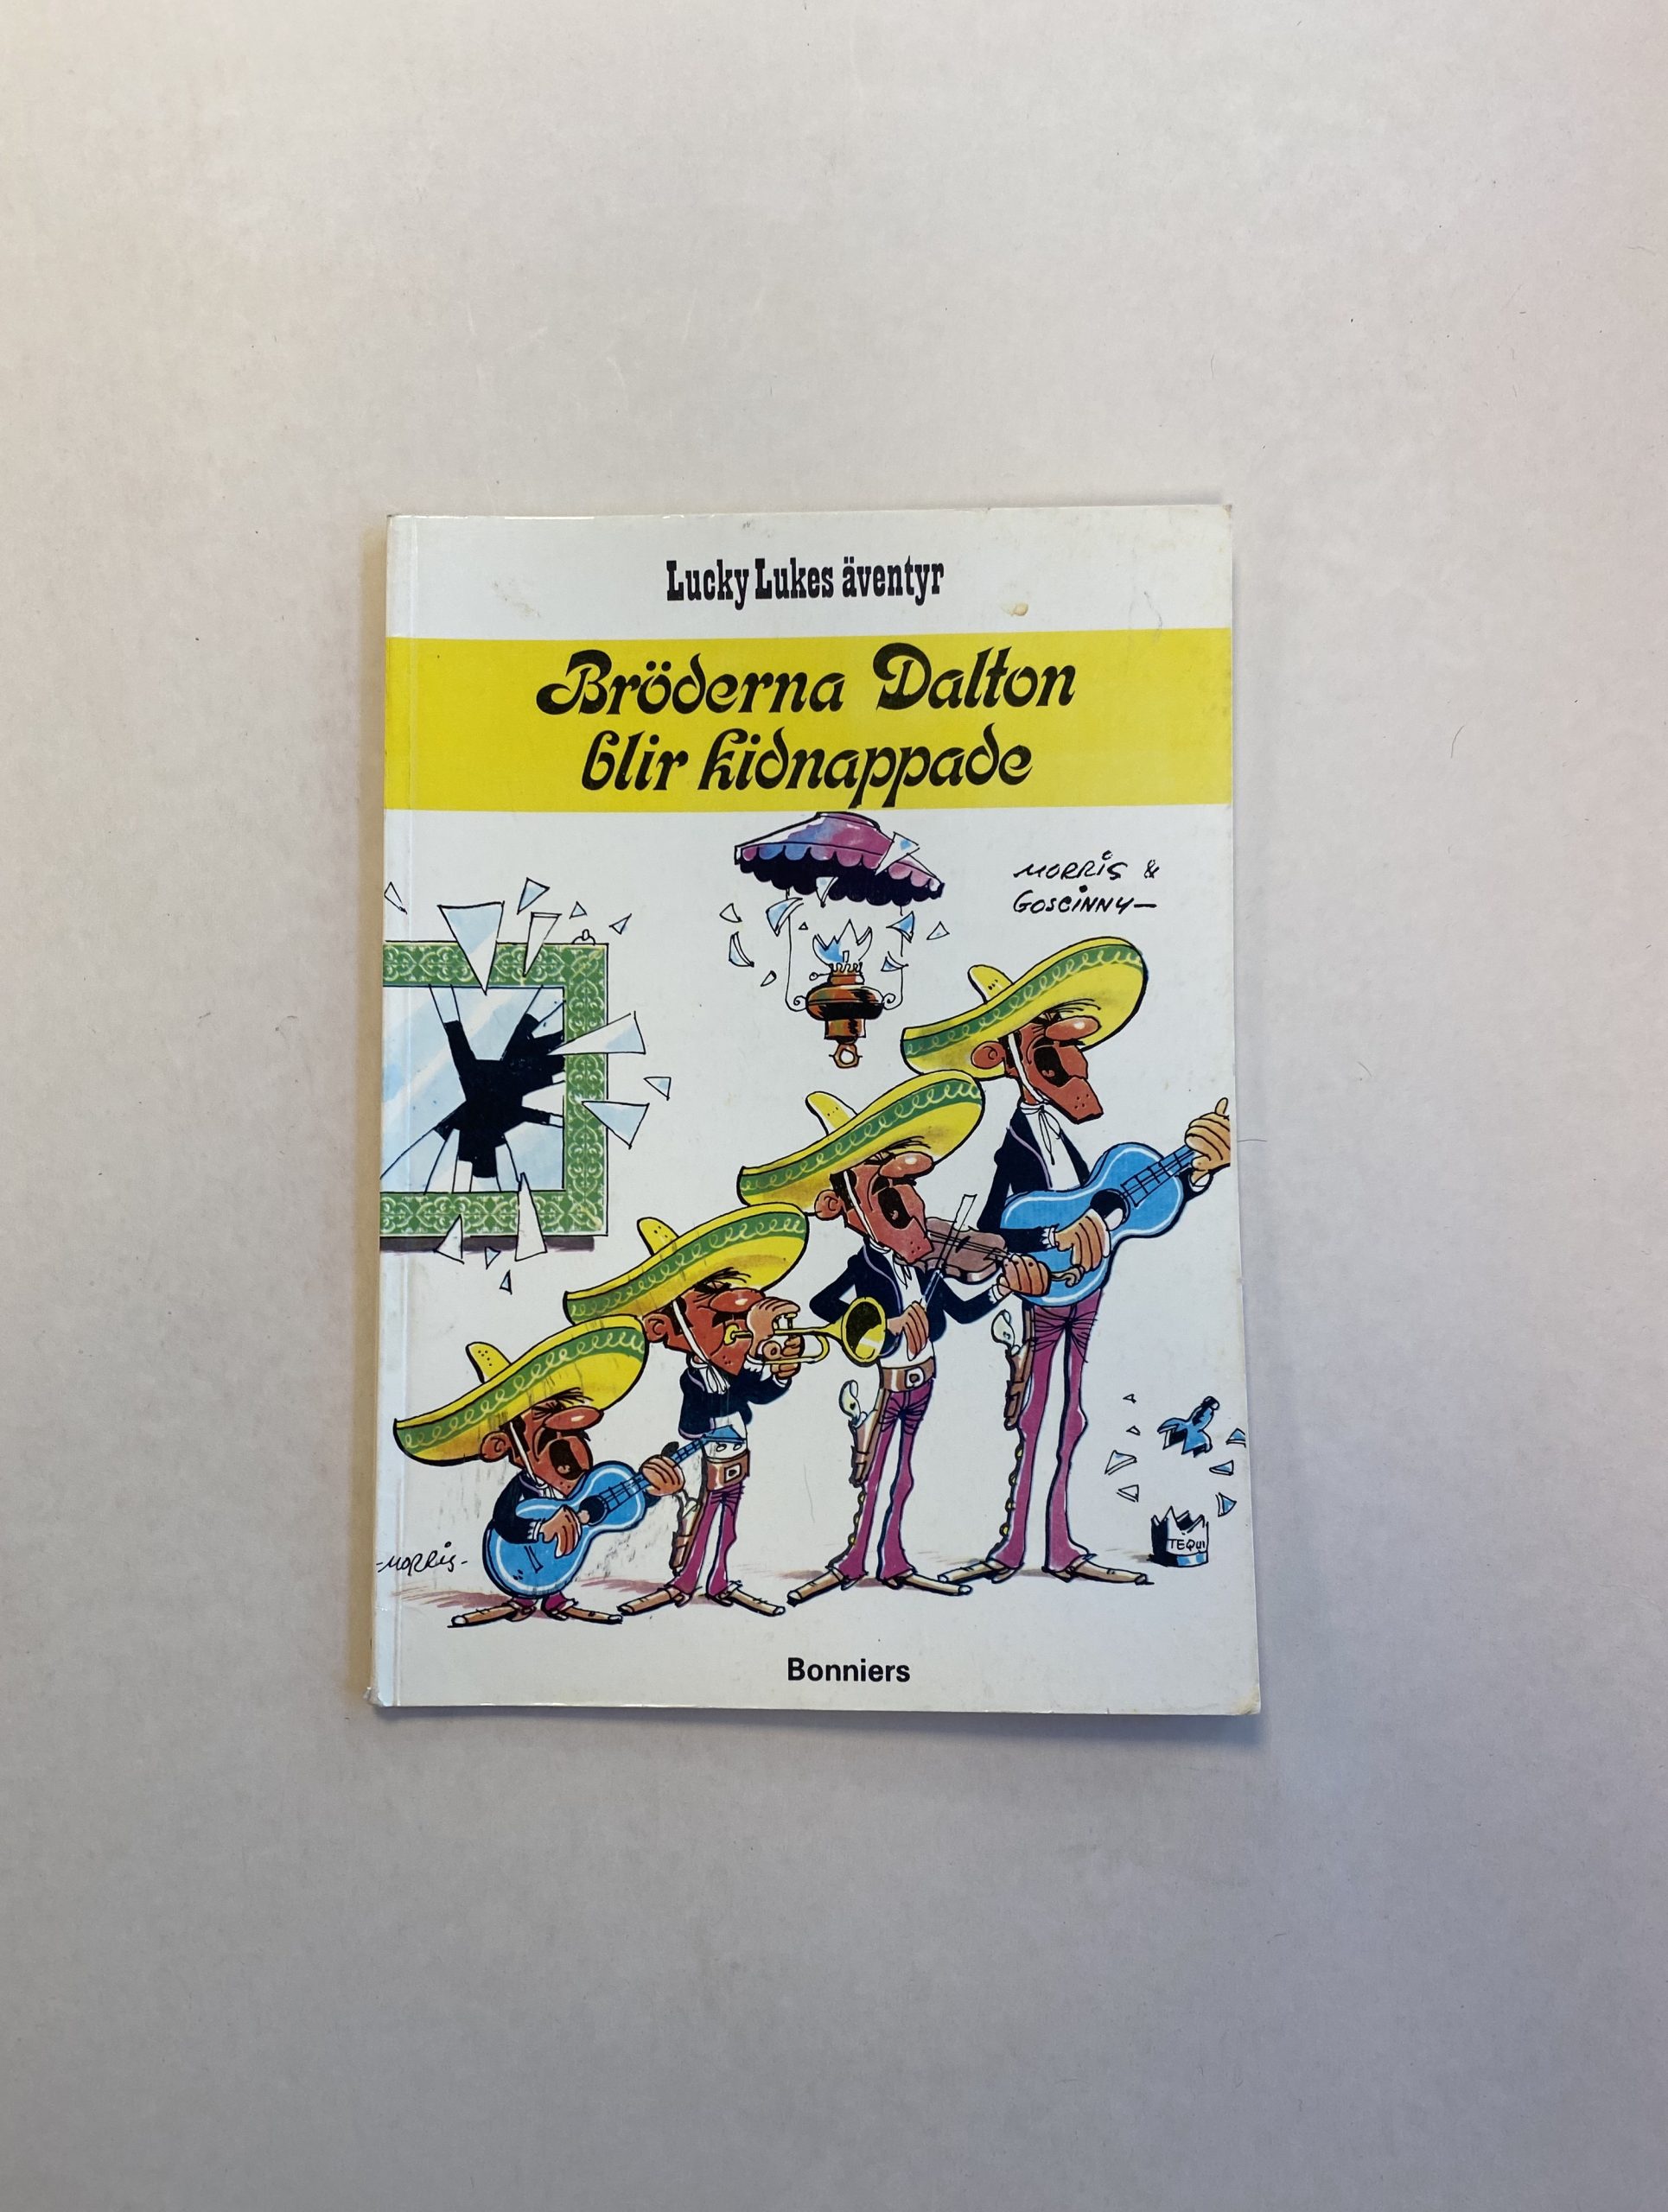 Lucky Lukes äventyr
Bröderna Dalton
blir kidnappade
MORRIS &
GOSCINNY—
TEQUI
-MORRIS-
Bonniers